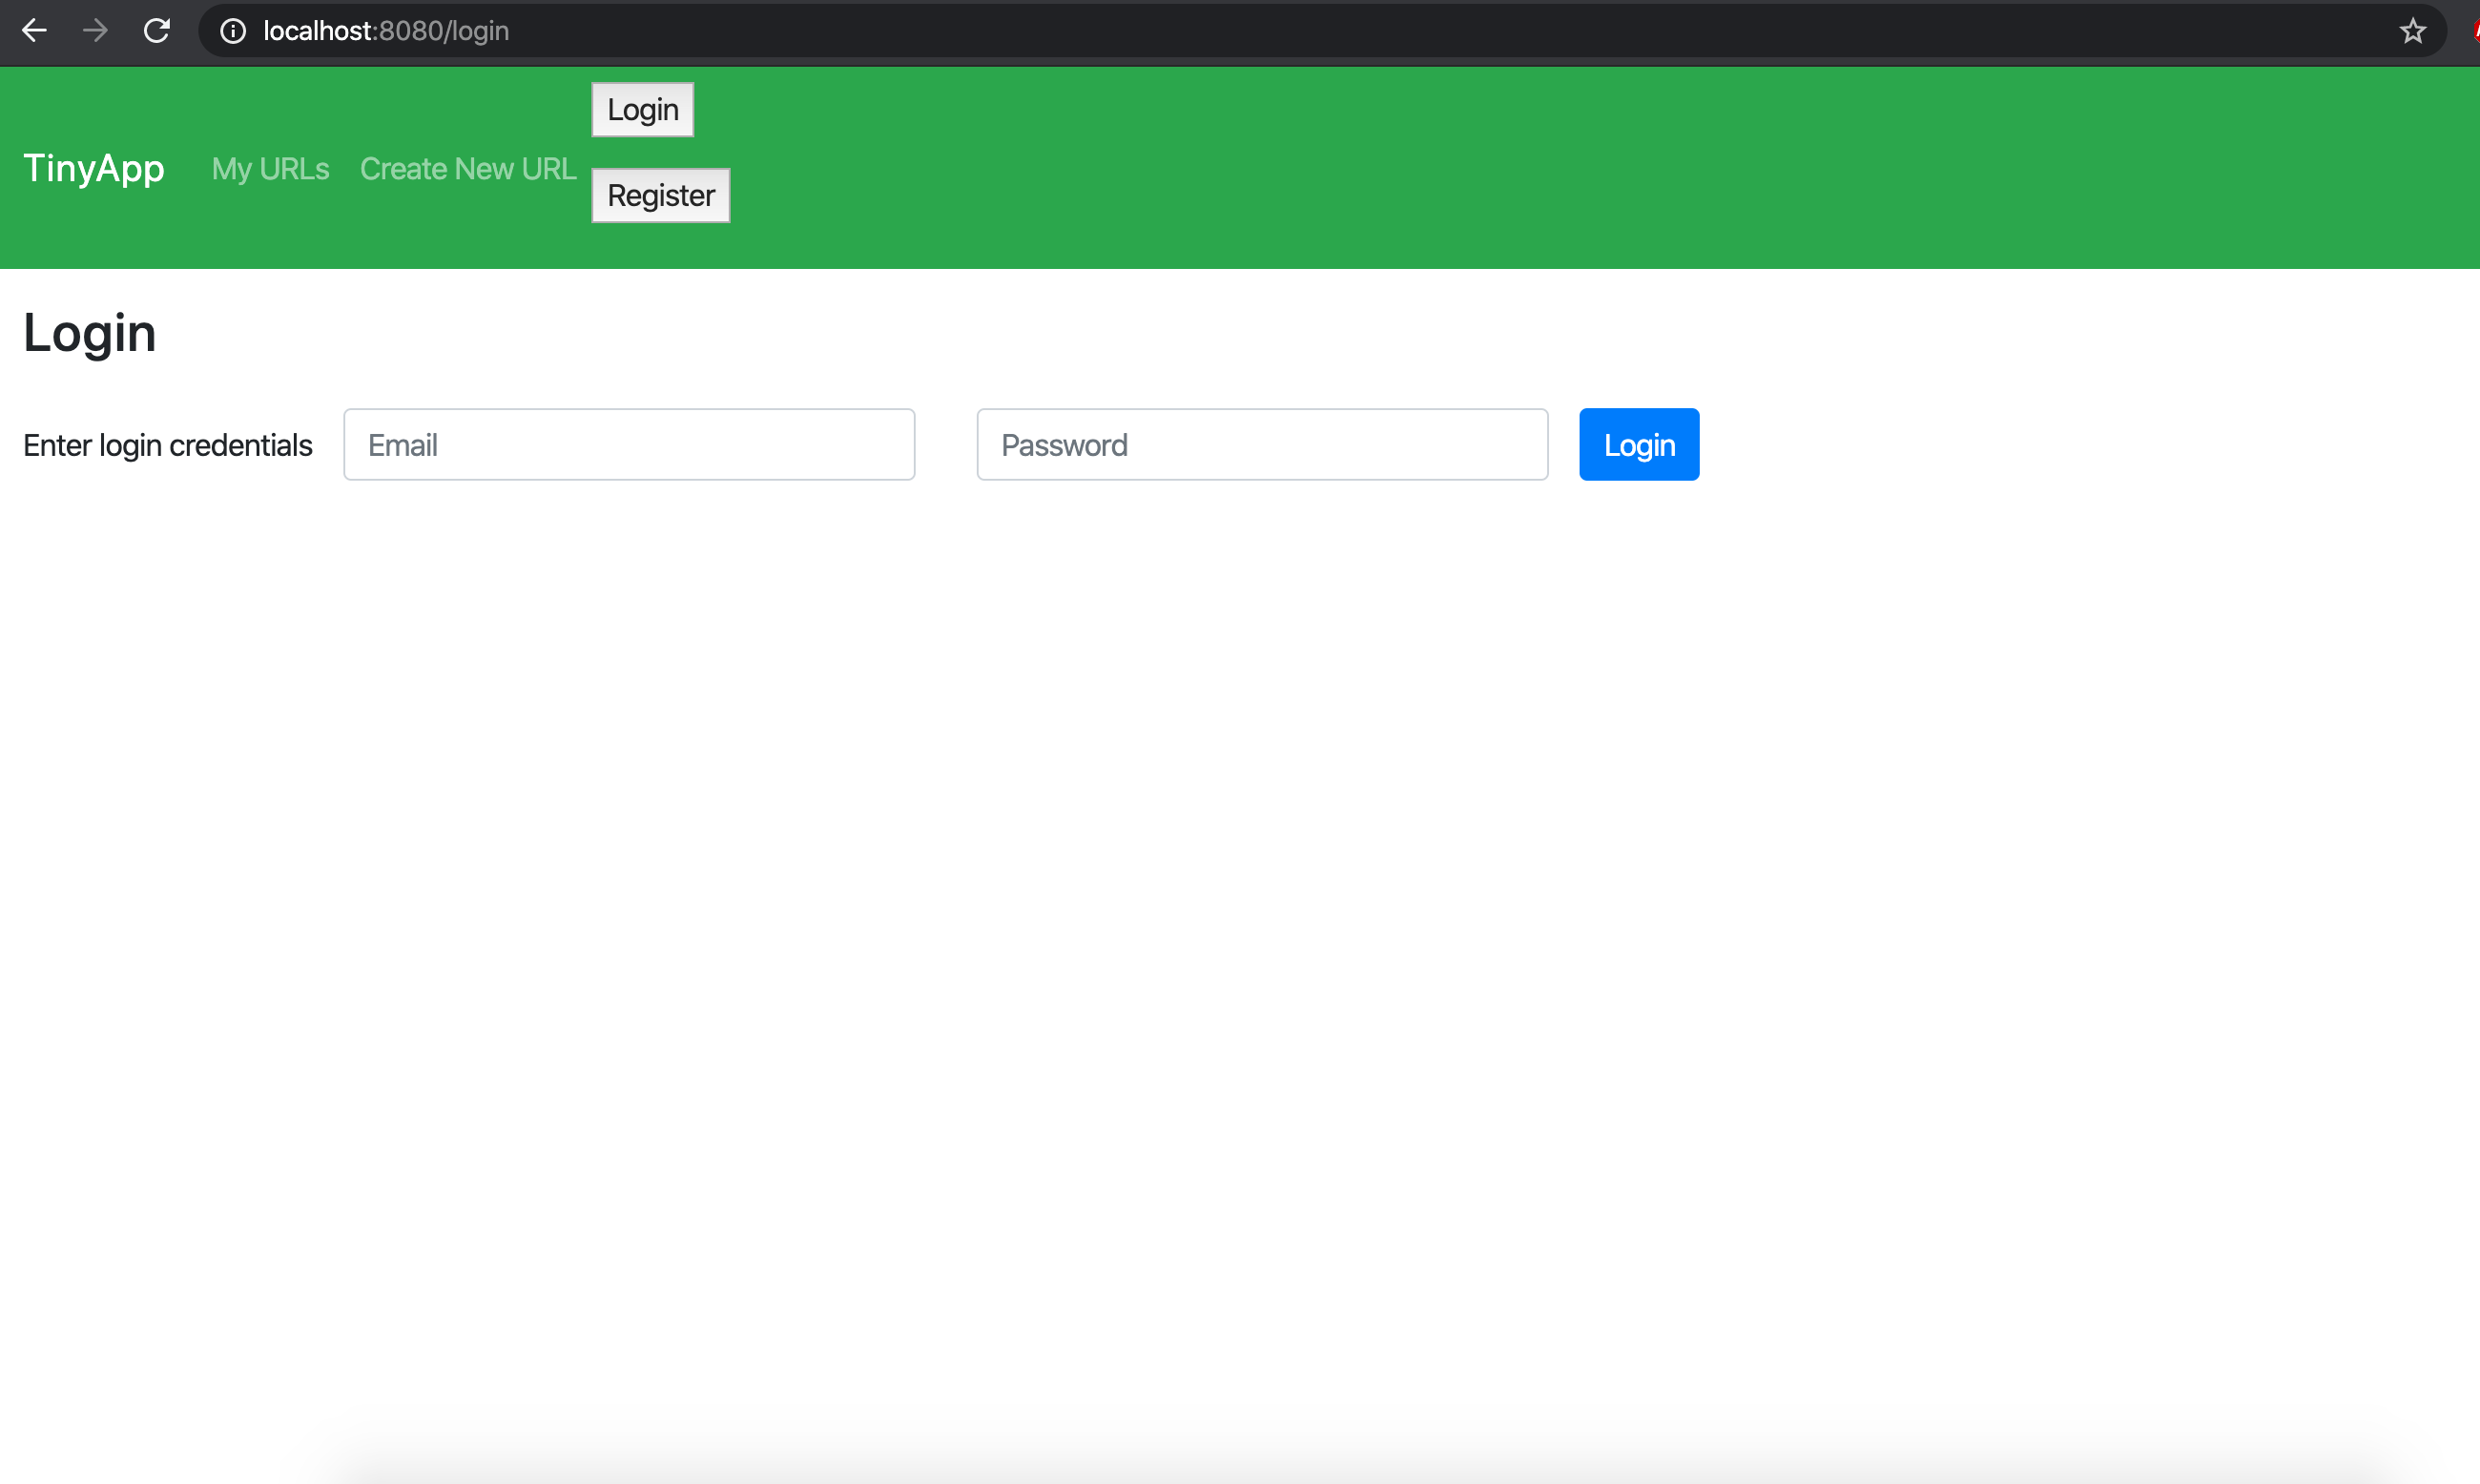 localhost:8080/login
Login
TinyApp My URLs Create New URL
Register
Login
Enter login credentials Email Password Login